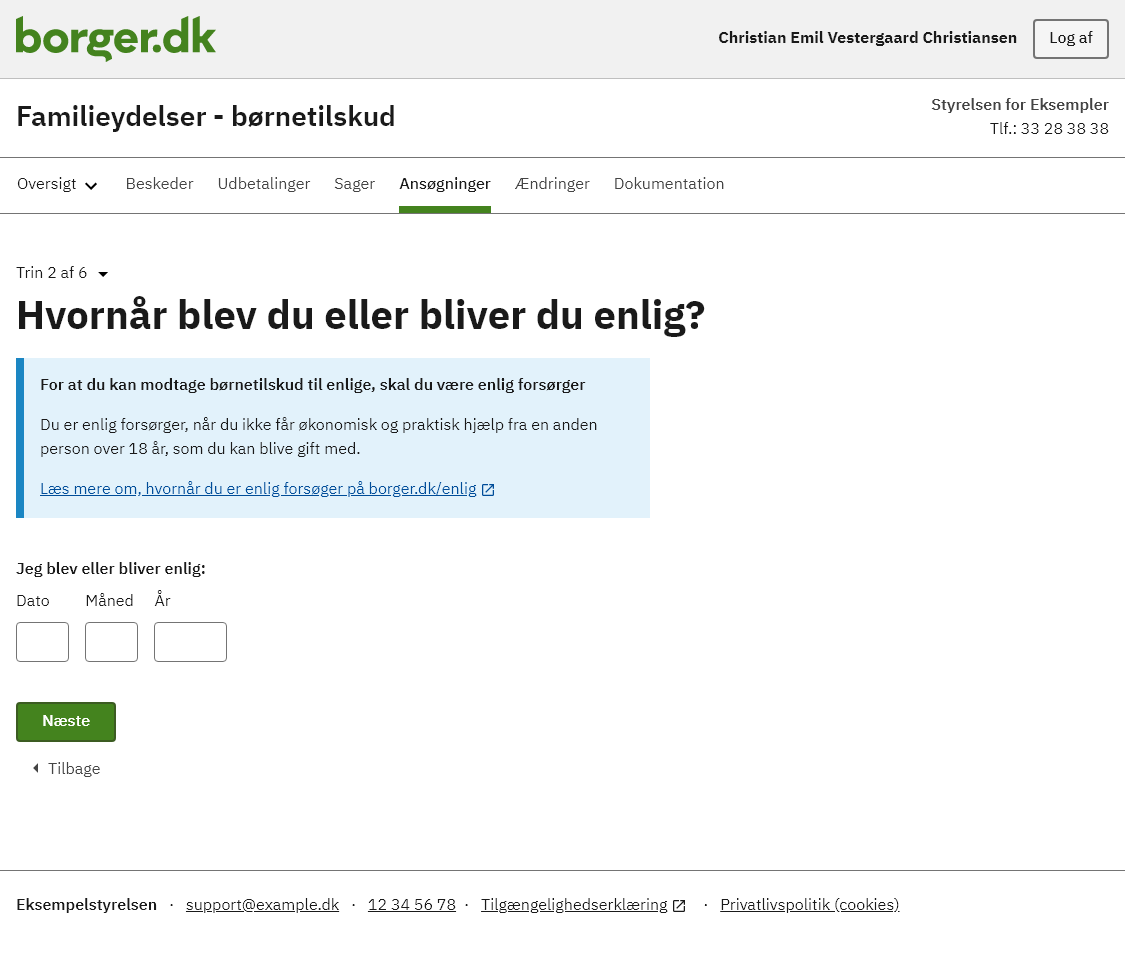 borger.dk
Christian Emil Vestergaard Christiansen
Log af
Familieydelser - børnetilskud
Styrelsen for Eksempler
Tlf.: 33 28 38 38
Oversigt Beskeder Udbetalinger Sager Ansøgninger Ændringer Dokumentation
Trin 2 af 6
Hvornår blev du eller bliver du enlig?
For at du kan modtage børnetilskud til enlige, skal du være enlig forsørger
Du er enlig forsørger, når du ikke får økonomisk og praktisk hjælp fra en anden
person over 18 år, som du kan blive gift med.
Læs mere om, hvornår du er enlig forsøger på borger.dk/enlig
Jeg blev eller bliver enlig:
Dato Måned År
Næste
Tilbage
Eksempelstyrelsen · support@example.dk · 12 34 56 78 · Tilgængelighedserklæring · Privatlivspolitik (cookies)